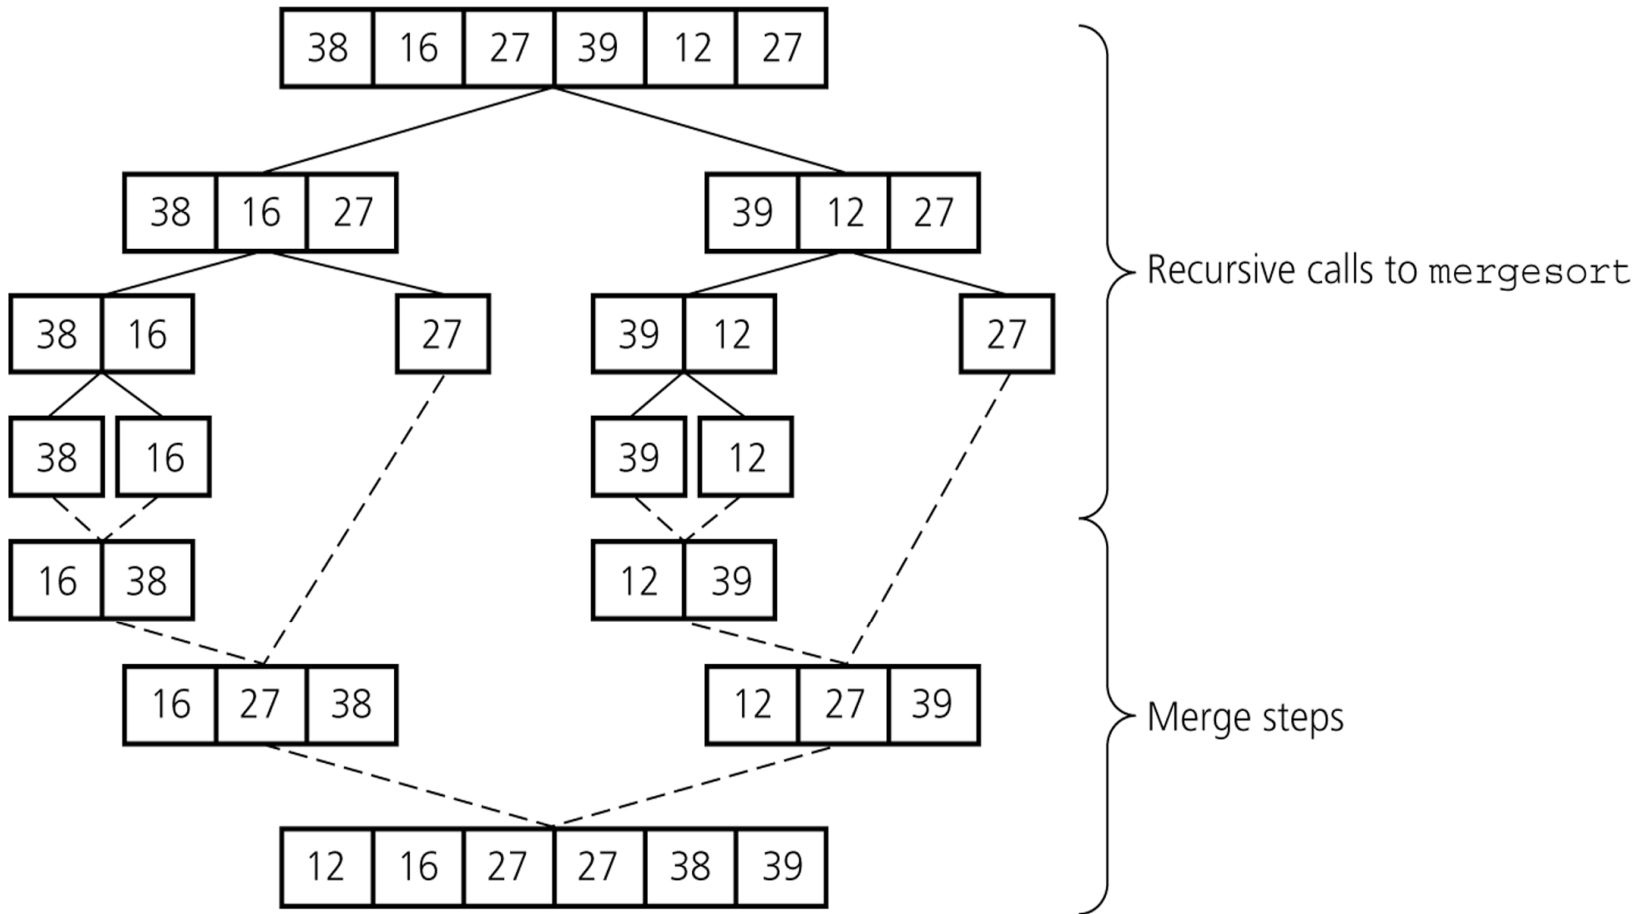 38 16 27 39 12 27
38 16 27 39 12 27
Recursive calls to mergesort
38 16 27 39 12 27
38 16 39 12
16 38 12 39
16 27 38 12 27 39
Merge steps
12 16 27 27 38 39